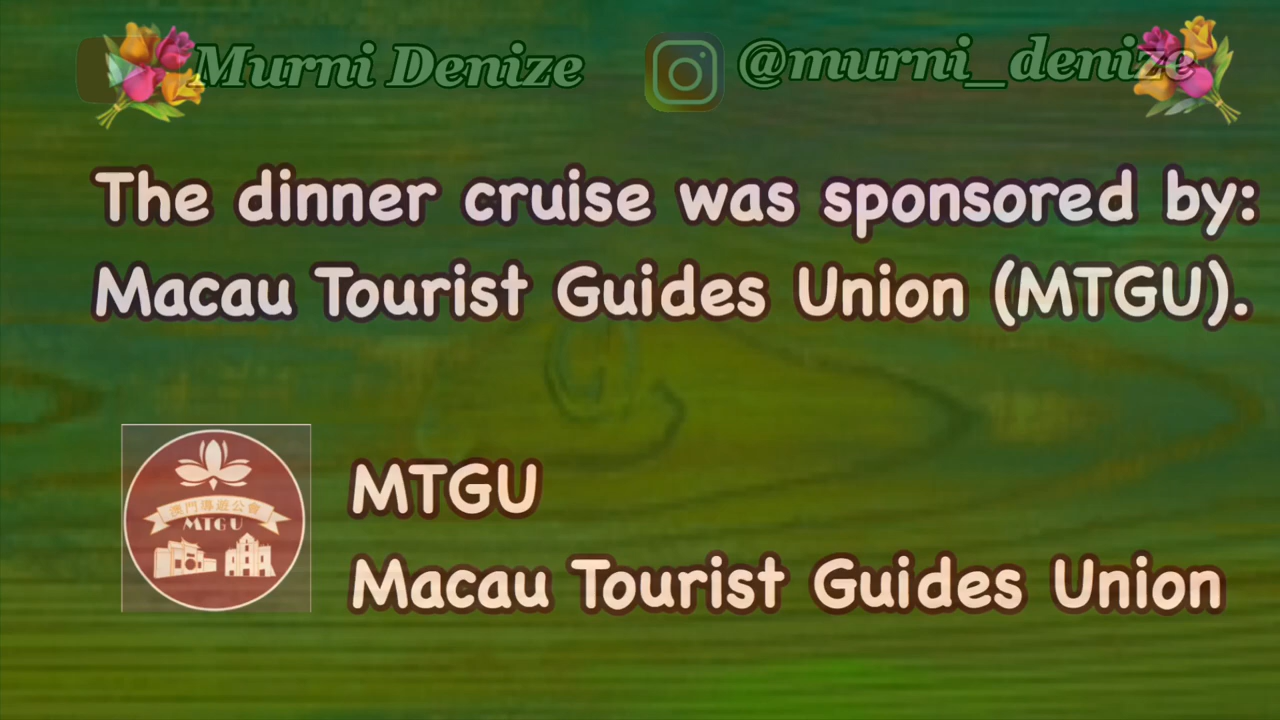 Murni Denize
@murni_denize
The dinner cruise was sponsored by:
Macau Tourist Guides Union (MTGU).
澳門導遊公會
MTGU
MTGU
Macau Tourist Guides Union